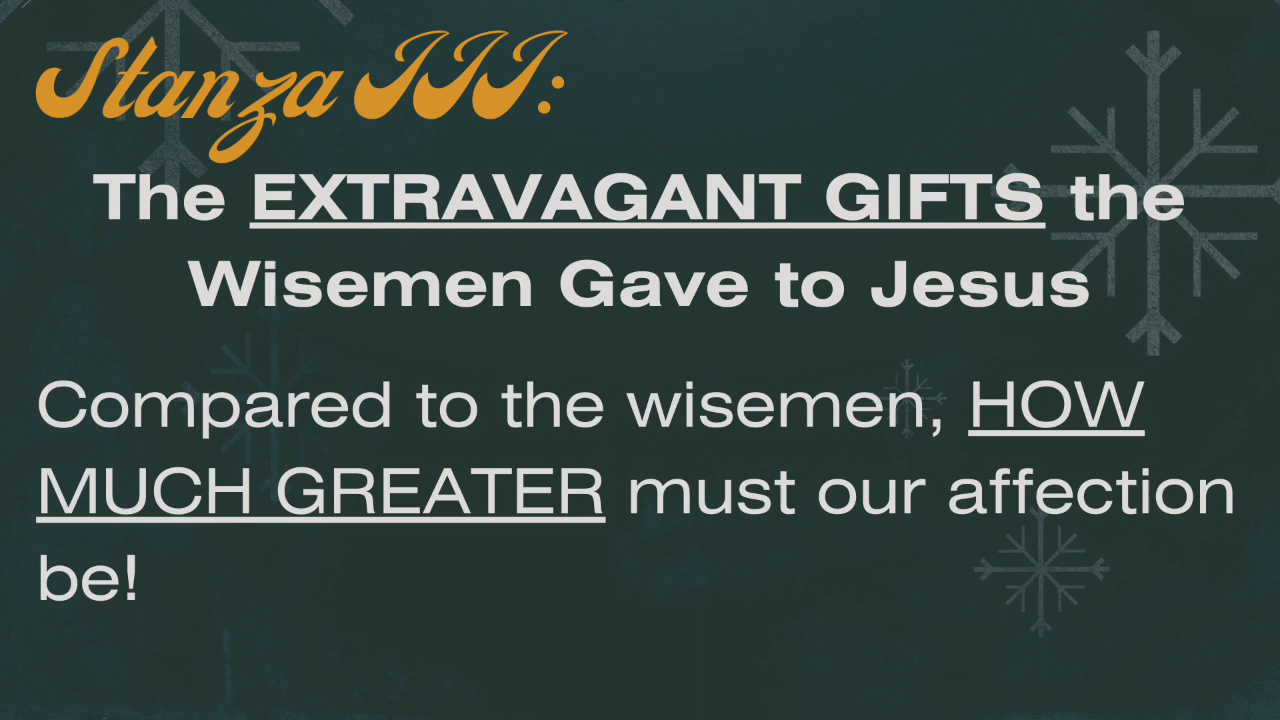 Stanza III:
The EXTRAVAGANT GIFTS the
Wisemen Gave to Jesus
Compared to the wisemen, HOW
MUCH GREATER must our affection
be!